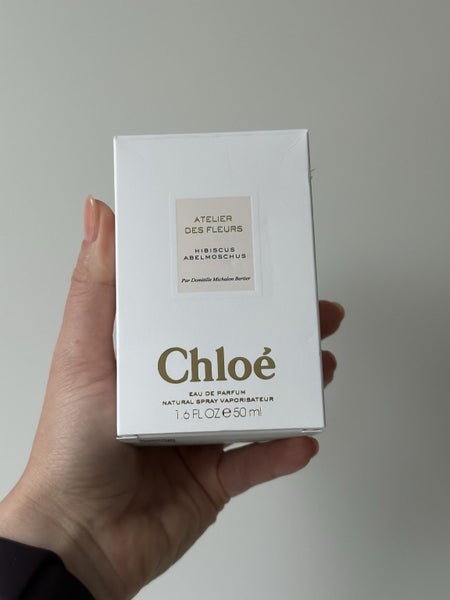 ATELIER
DES FLEURS
HIBISCUS
ABELMOSCHUS
Par Domitille Michalon Bertier
Chloé
EAU DE PARFUM
NATURAL SPRAY VAPORISATEUR
1.6 FL OZ ℮ 50 ml